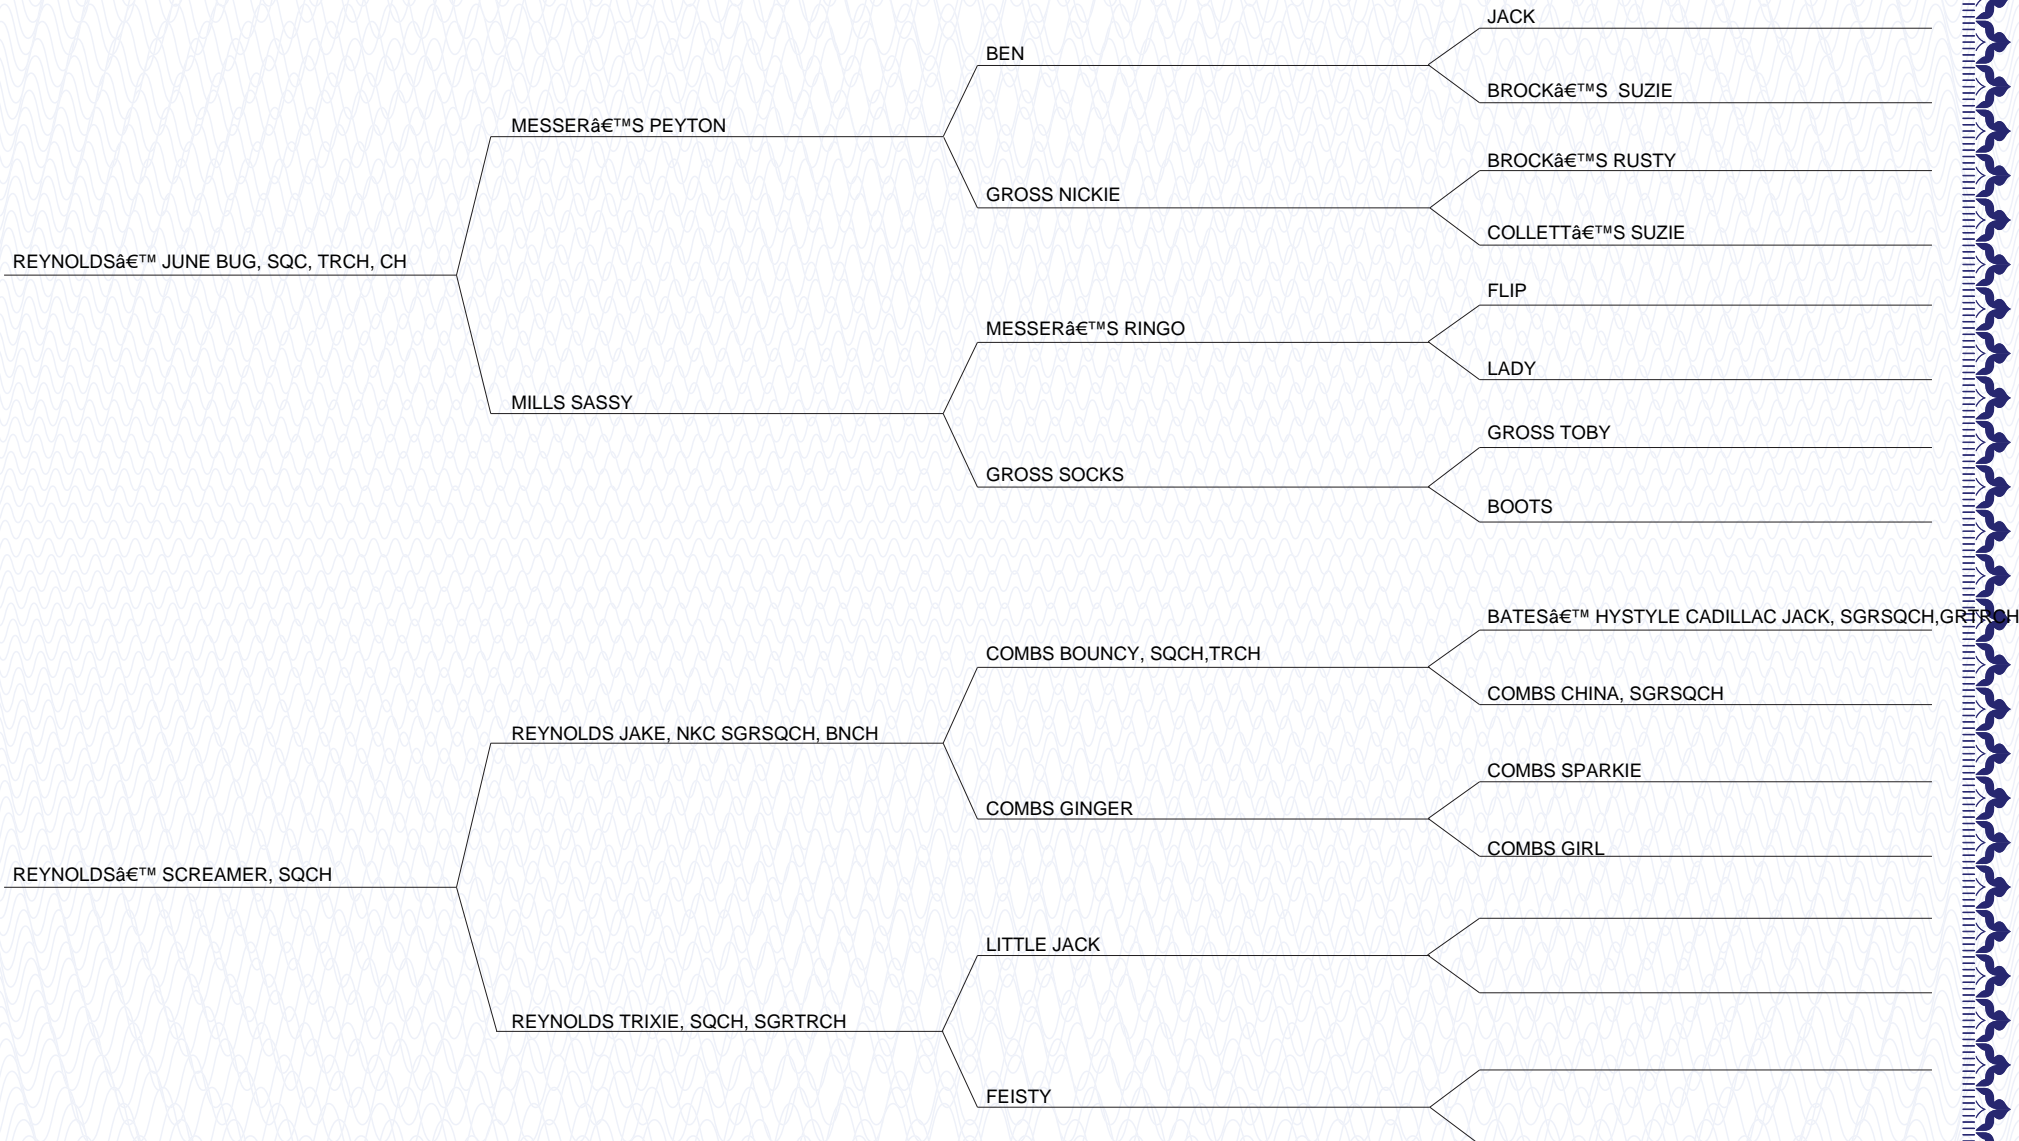 JACK
BEN
BROCKâ€™S  SUZIE
MESSERâ€™S PEYTON
BROCKâ€™S RUSTY
GROSS NICKIE
COLLETTâ€™S SUZIE
REYNOLDSâ€™ JUNE BUG, SQC, TRCH, CH
FLIP
MESSERâ€™S RINGO
LADY
MILLS SASSY
GROSS TOBY
GROSS SOCKS
BOOTS
BATESâ€™ HYSTYLE CADILLAC JACK, SGRSQCH,GRTRCH
COMBS BOUNCY, SQCH,TRCH
COMBS CHINA, SGRSQCH
REYNOLDS JAKE, NKC SGRSQCH, BNCH
COMBS SPARKIE
COMBS GINGER
COMBS GIRL
REYNOLDSâ€™ SCREAMER, SQCH
LITTLE JACK
REYNOLDS TRIXIE, SQCH, SGRTRCH
FEISTY